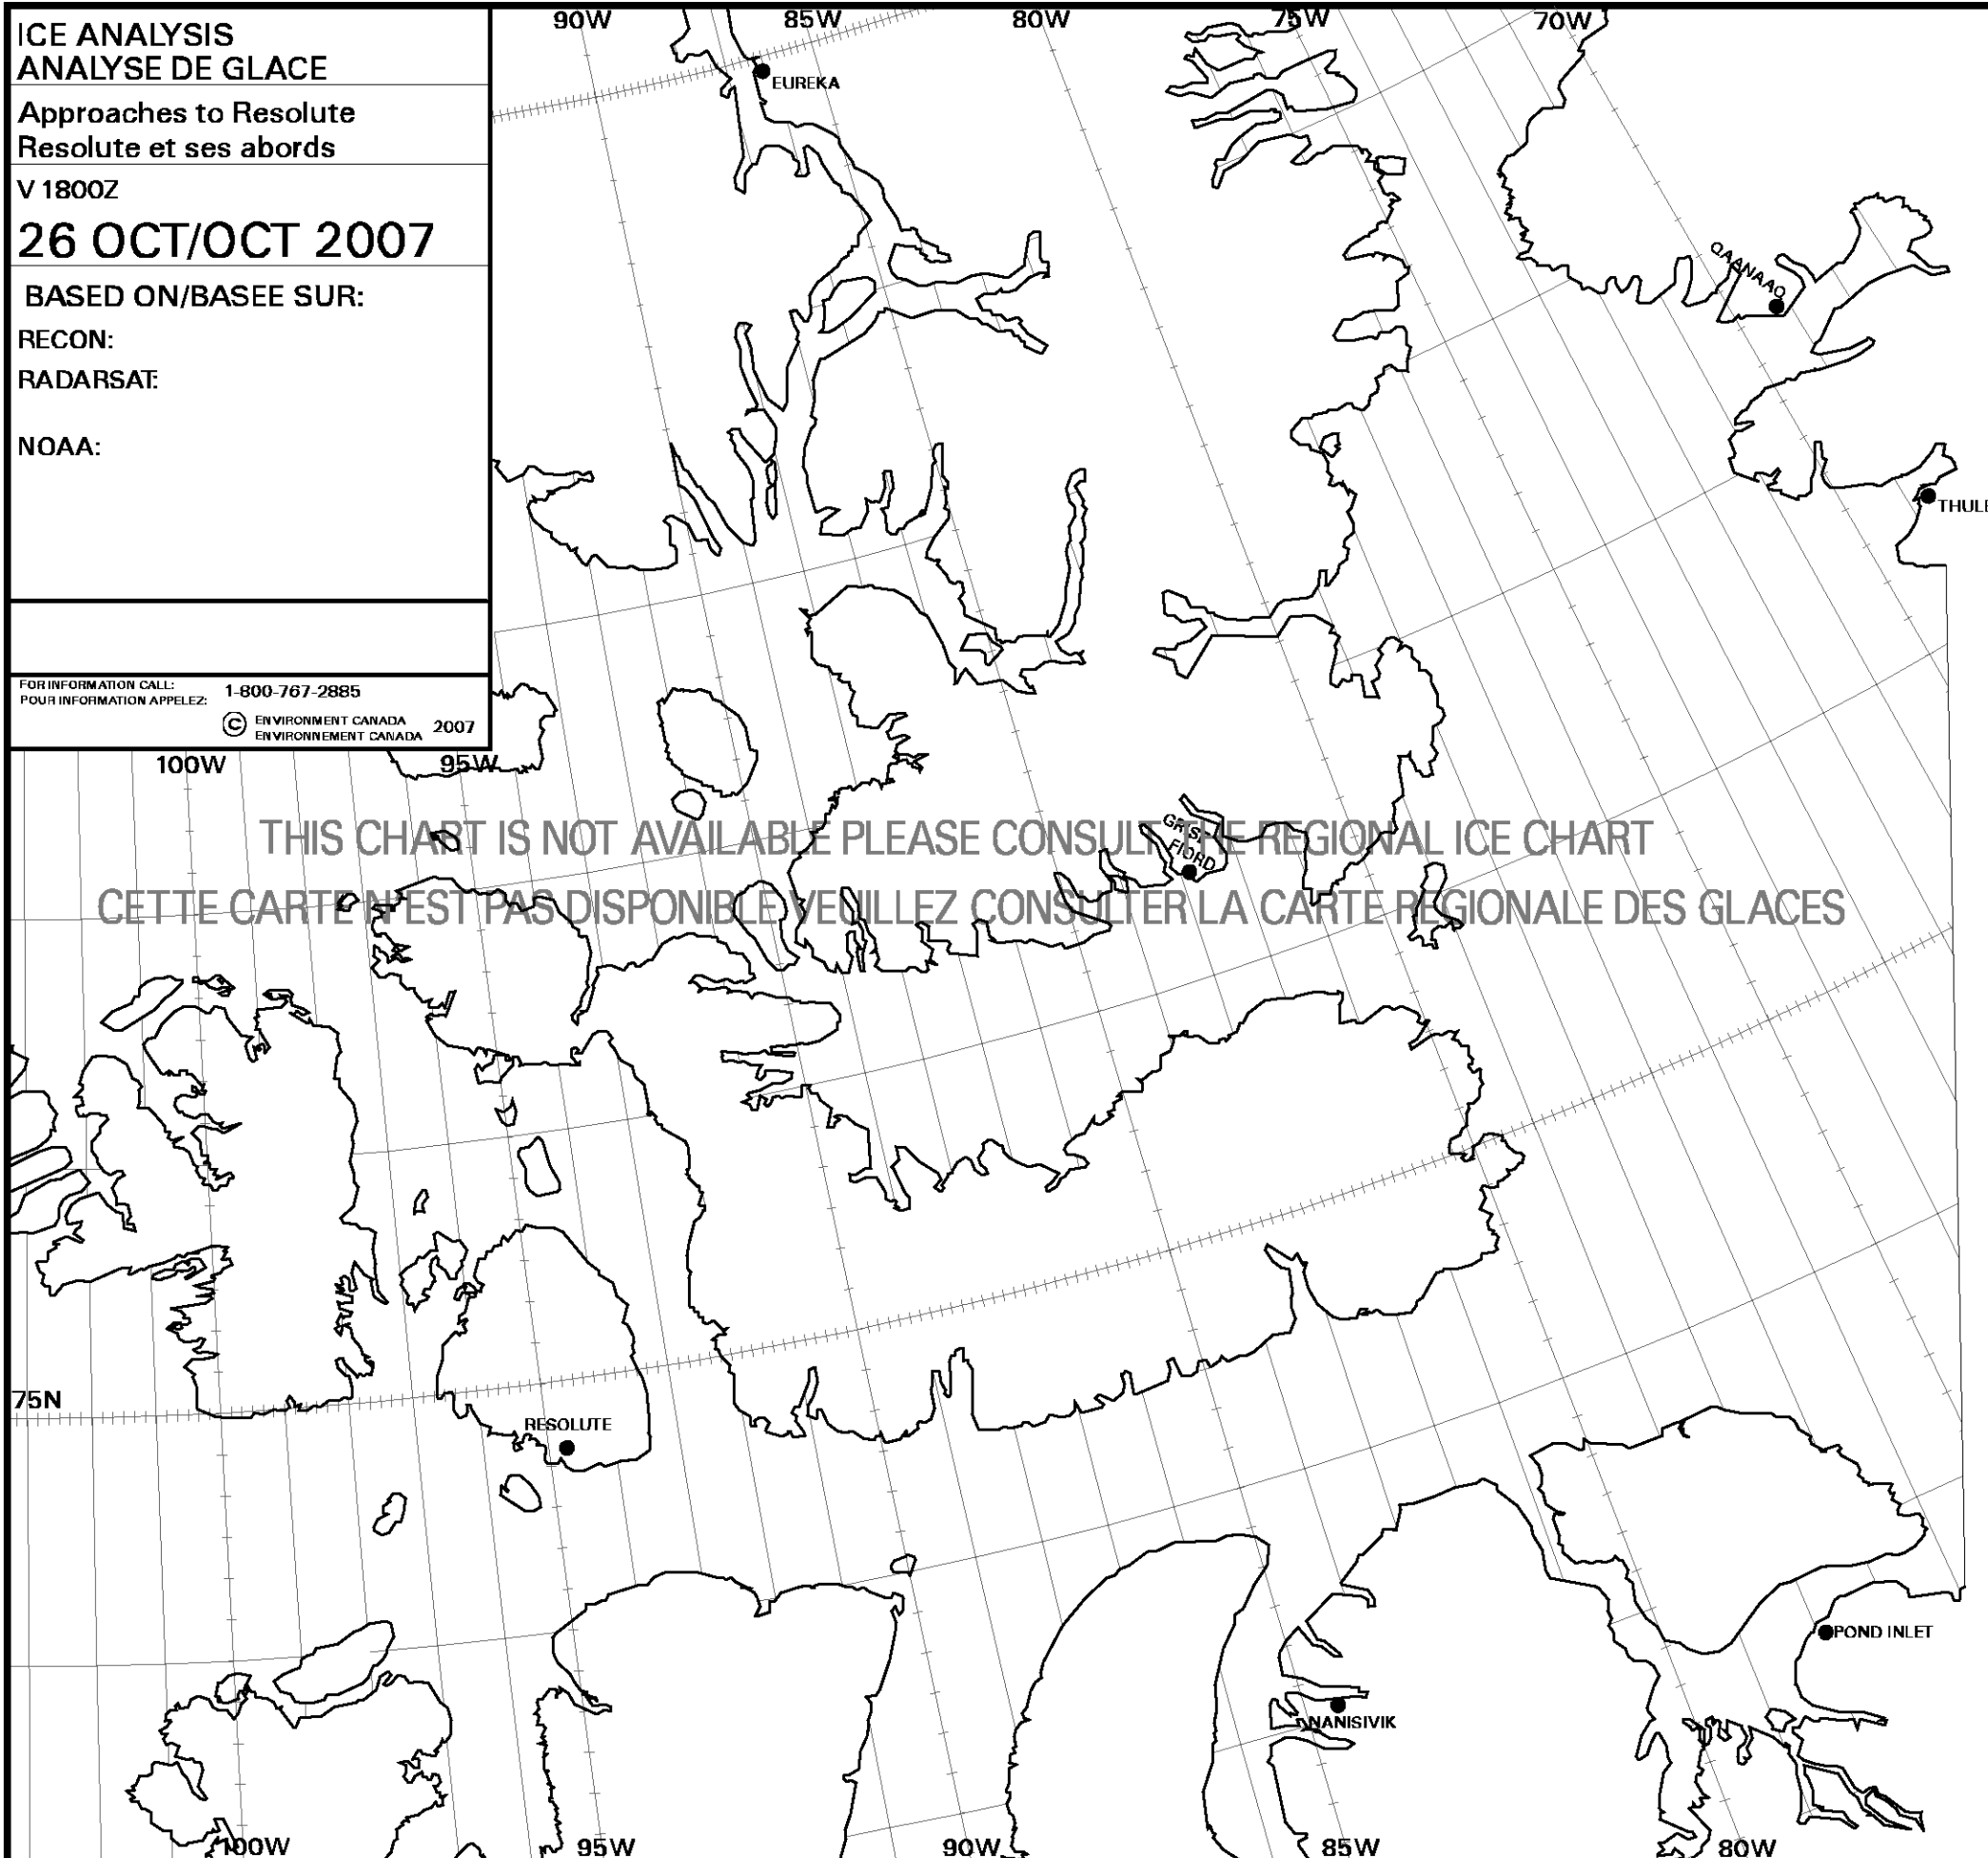 ICE ANALYSIS
ANALYSE DE GLACE
Approaches to Resolute
Resolute et ses abords
V 1800Z
26 OCT/OCT 2007
BASED ON/BASEE SUR:
RECON:
RADARSAT:
NOAA:
FOR INFORMATION CALL:
POUR INFORMATION APPELEZ:
1-800-767-2885
© ENVIRONMENT CANADA
ENVIRONNEMENT CANADA
2007
90W
85W
80W
75W
70W
EUREKA
QAANAAQ
THULE
100W
95W
THIS CHART IS NOT AVAILABLE PLEASE CONSULT THE REGIONAL ICE CHART
GRISE
FIORD
CETTE CARTE N'EST PAS DISPONIBLE VEUILLEZ CONSULTER LA CARTE REGIONALE DES GLACES
75N
RESOLUTE
POND INLET
NANISIVIK
100W
95W
90W
85W
80W